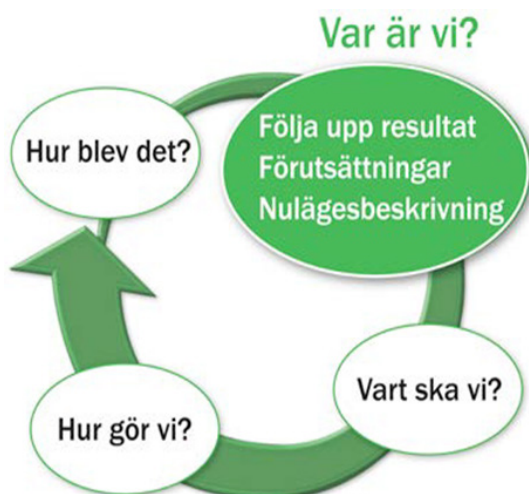 Var är vi?
Följa upp resultat
Förutsättningar
Nulägesbeskrivning
Vart ska vi?
Hur gör vi?
Hur blev det?